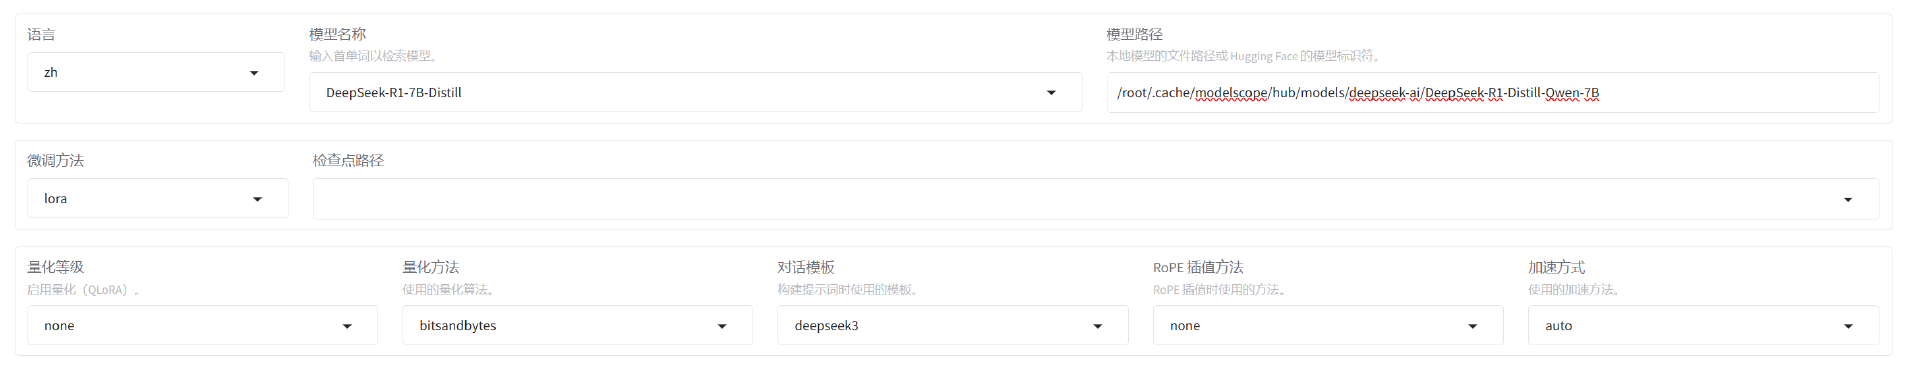 语言
zh
模型名称
输入首单词以检索模型。
DeepSeek-R1-7B-Distill
模型路径
本地模型的文件路径或 Hugging Face 的模型标识符。
/root/.cache/modelscope/hub/models/deepseek-ai/DeepSeek-R1-Distill-Qwen-7B
微调方法
lora
检查点路径
量化等级
启用量化（QLoRA）。
none
量化方法
使用的量化算法。
bitsandbytes
对话模板
构建提示词时使用的模板。
deepseek3
RoPE 插值方法
RoPE 插值时使用的方法。
none
加速方式
使用的加速方法。
auto